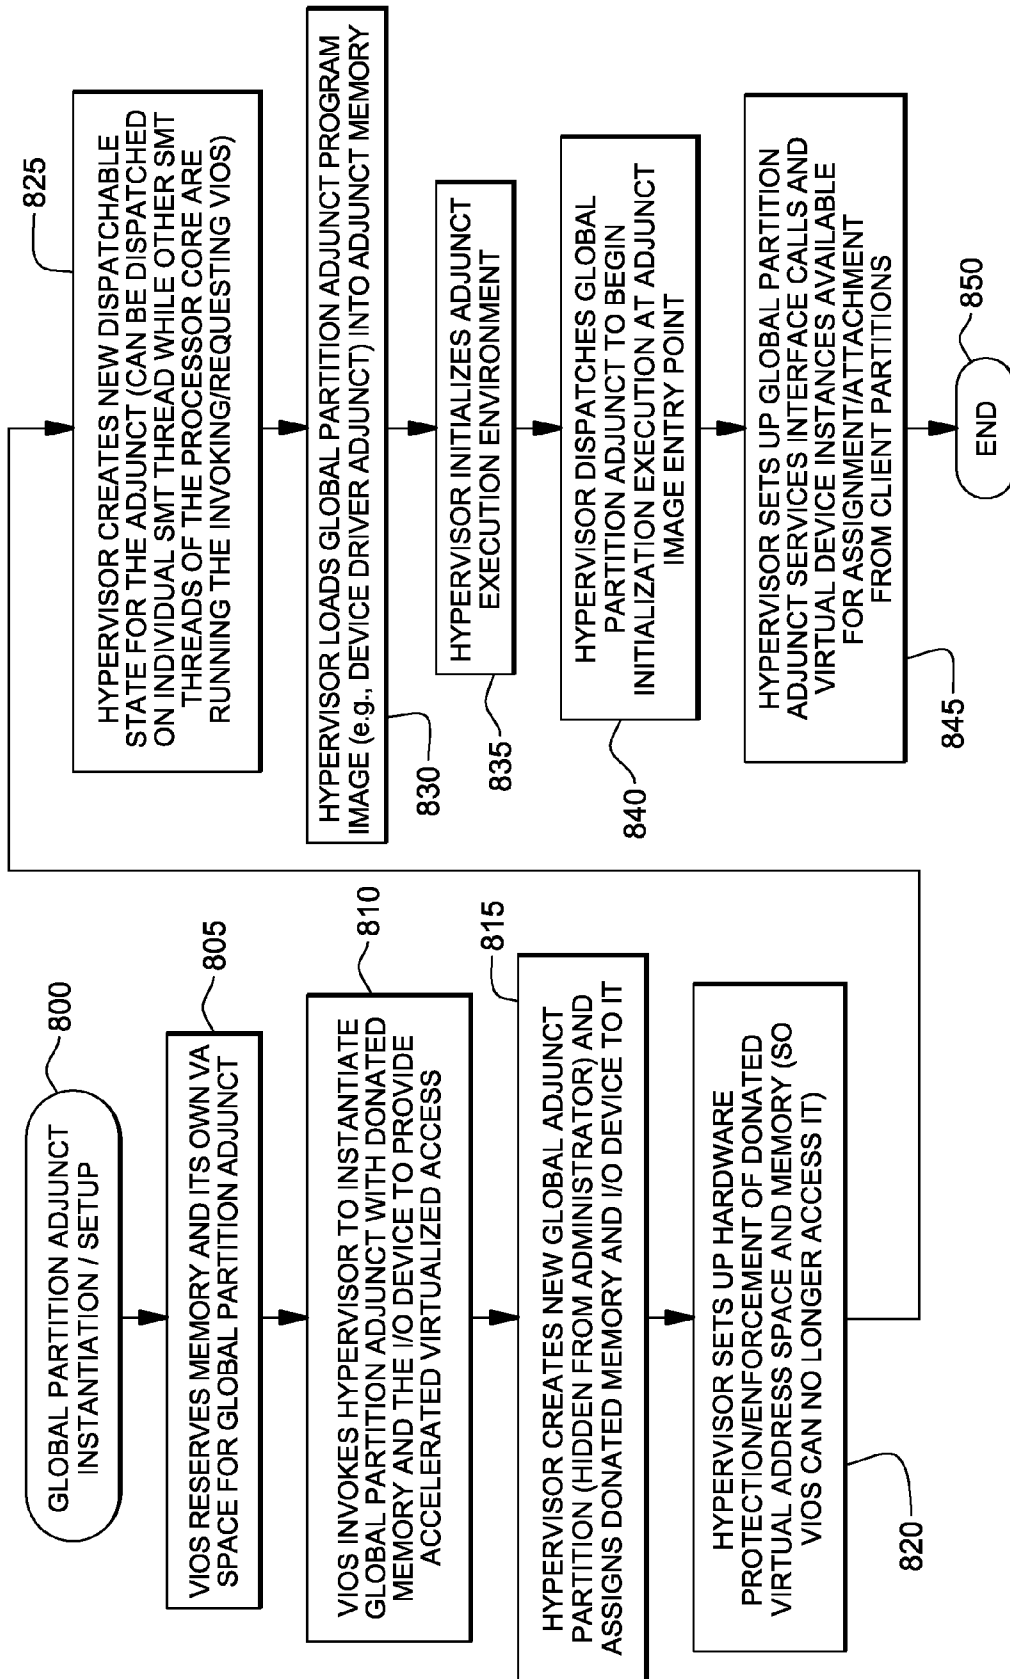 800
GLOBAL PARTITION ADJUNCT
INSTANTIATION / SETUP
805
VIOS RESERVES MEMORY AND ITS OWN VA
SPACE FOR GLOBAL PARTITION ADJUNCT
810
VIOS INVOKES HYPERVISOR TO INSTANTIATE
GLOBAL PARTITION ADJUNCT WITH DONATED
MEMORY AND THE I/O DEVICE TO PROVIDE
ACCELERATED VIRTUALIZED ACCESS
815
HYPERVISOR CREATES NEW GLOBAL ADJUNCT
PARTITION (HIDDEN FROM ADMINISTRATOR) AND
ASSIGNS DONATED MEMORY AND I/O DEVICE TO IT
HYPERVISOR SETS UP HARDWARE
PROTECTION/ENFORCEMENT OF DONATED
VIRTUAL ADDRESS SPACE AND MEMORY (SO
VIOS CAN NO LONGER ACCESS IT)
820
825
HYPERVISOR CREATES NEW DISPATCHABLE
STATE FOR THE ADJUNCT (CAN BE DISPATCHED
ON INDIVIDUAL SMT THREAD WHILE OTHER SMT
THREADS OF THE PROCESSOR CORE ARE
RUNNING THE INVOKING/REQUESTING VIOS)
HYPERVISOR LOADS GLOBAL PARTITION ADJUNCT PROGRAM
IMAGE (e.g., DEVICE DRIVER ADJUNCT) INTO ADJUNCT MEMORY
830
HYPERVISOR INITIALIZES ADJUNCT
EXECUTION ENVIRONMENT
835
HYPERVISOR DISPATCHES GLOBAL
PARTITION ADJUNCT TO BEGIN
INITIALIZATION EXECUTION AT ADJUNCT
IMAGE ENTRY POINT
840
HYPERVISOR SETS UP GLOBAL PARTITION
ADJUNCT SERVICES INTERFACE CALLS AND
VIRTUAL DEVICE INSTANCES AVAILABLE
FOR ASSIGNMENT/ATTACHMENT
FROM CLIENT PARTITIONS
845
850
END